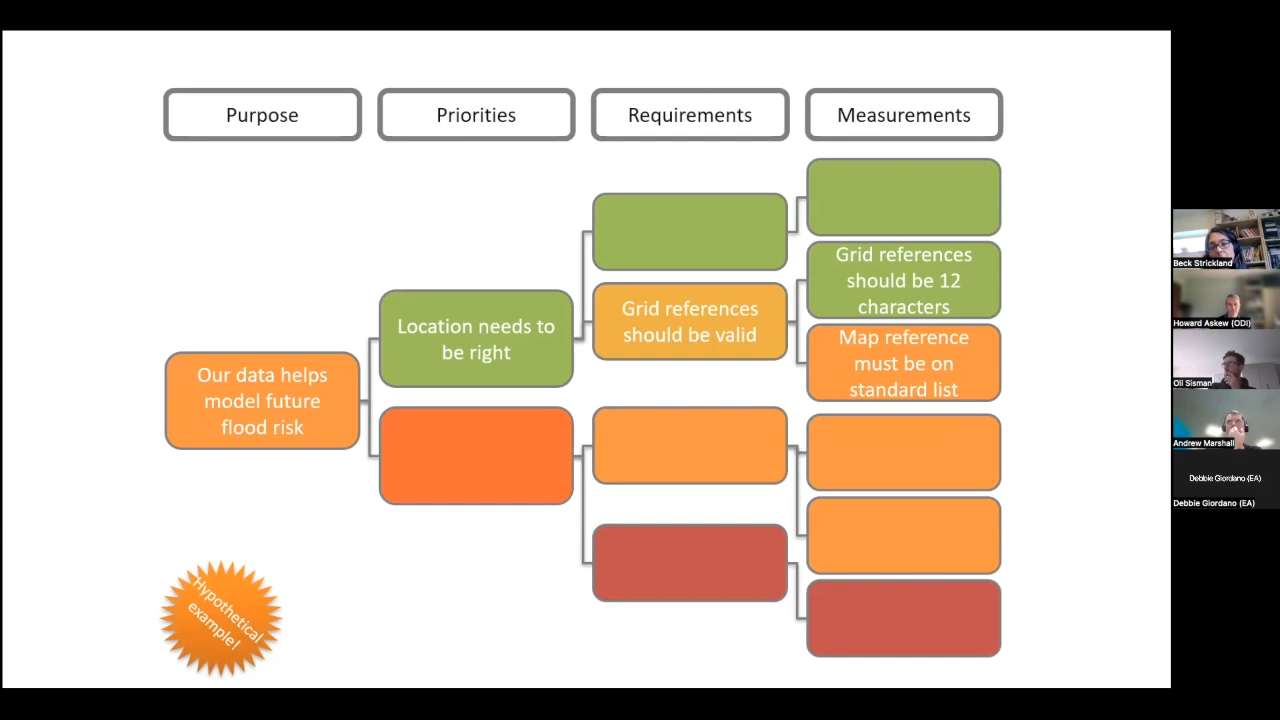 Purpose
Priorities
Requirements
Measurements
Grid references
should be 12
characters
Grid references
should be valid
Location needs to
be right
Map reference
must be on
standard list
Our data helps
model future
flood risk
Hypothetical
example!
Beck Strickland
Howard Askew (ODI)
Oli Sisman
Andrew Marshall
Debbie Giordano (EA)
Debbie Giordano (EA)